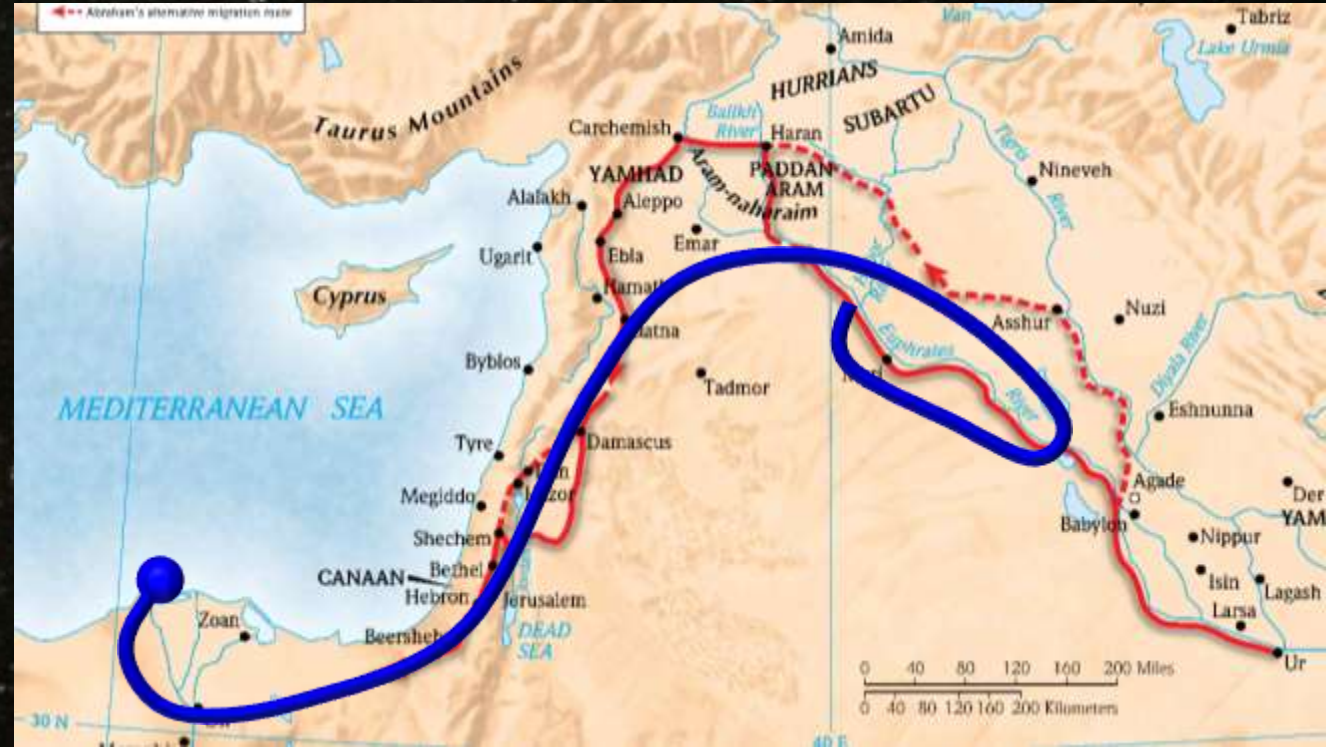 Abraham's alternative migration route
Van
Tabriz
Lake Urmia
Amida
HURRIANS
Taurus Mountains
Balikh
River
SUBARTU
Carchemish
Haran
Tigris
River
Nineveh
YAMHAD
PADDAN
ARAM
Aram-naharaim
Alalakh
Aleppo
Emar
Ugarit
Ebla
Cyprus
Asshur
Nuzi
Byblos
Euphrates
River
Diyala River
Tadmor
MEDITERRANEAN SEA
Eshnunna
Tyre
Damascus
Megiddo
Agade
Der
Babylon
YAM
Shechem
Nippur
CANAAN
Bethel
Isin
Lagash
Hebron
Jerusalem
Larsa
Zoan
DEAD
SEA
Ur
0 40 80 120 160 200 Miles
0 40 80 120 160 200 Kilometers
30 N
40 E